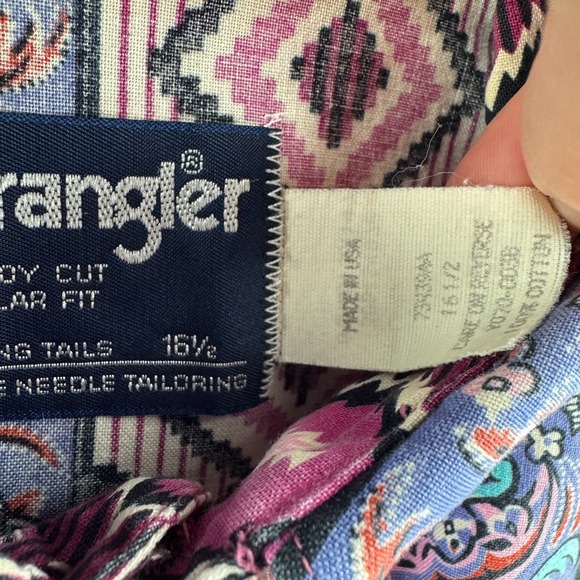 rangler®
OY CUT
LAR FIT
NG TAILS 16½
E NEEDLE TAILORING
MADE IN USA
16 1/2
CARE ON REVERSE
100% COTTON